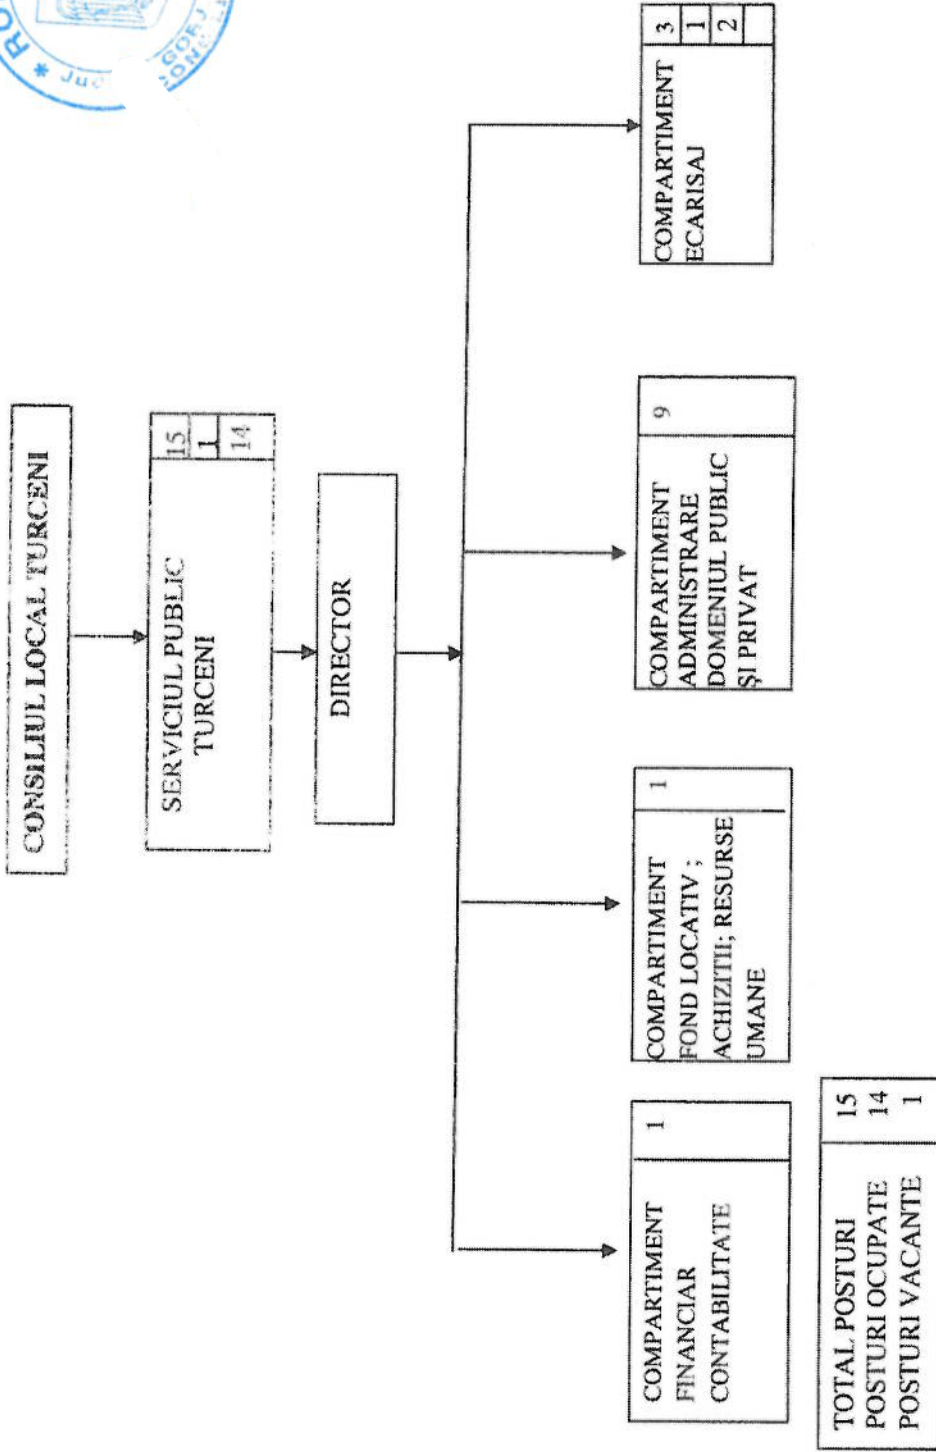 CONSILIUL LOCAL TURCENI
SERVICIUL PUBLIC
TURCENI
15
1
14
DIRECTOR
COMPARTIMENT
FINANCIAR
CONTABILITATE
1
COMPARTIMENT
FOND LOCATIV ;
ACHIZITII; RESURSE
UMANE
1
COMPARTIMENT
ADMINISTRARE
DOMENIUL PUBLIC
ŞI PRIVAT
9
COMPARTIMENT
ECARISAJ
3
1
2
TOTAL POSTURI 15
POSTURI OCUPATE 14
POSTURI VACANTE 1
* RO
GORJ